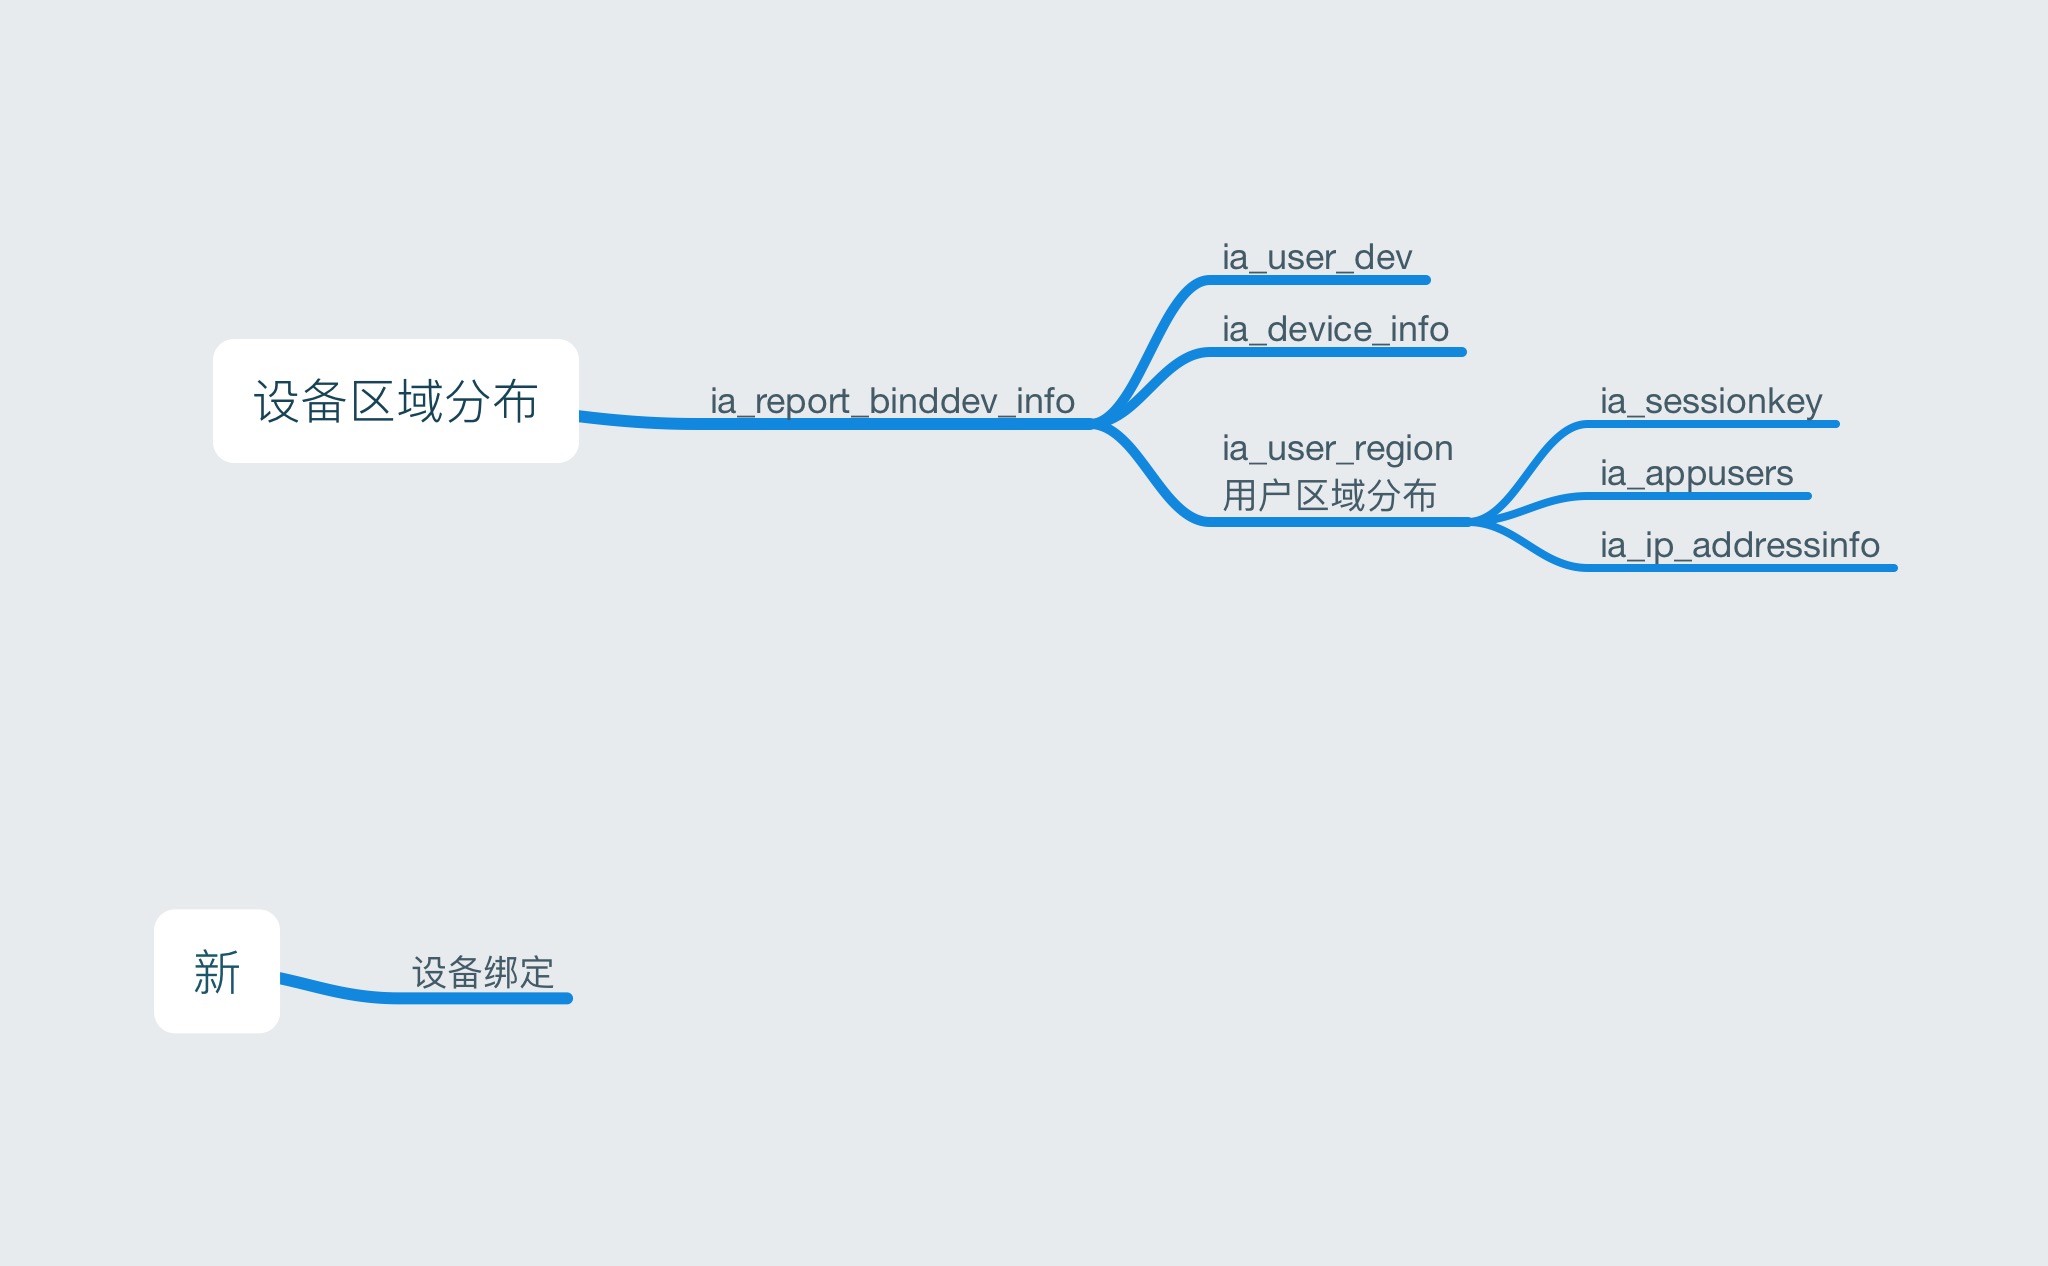 设备区域分布
ia_report_binddev_info
ia_user_dev
ia_device_info
ia_user_region
用户区域分布
ia_sessionkey
ia_appusers
ia_ip_addressinfo
新
设备绑定